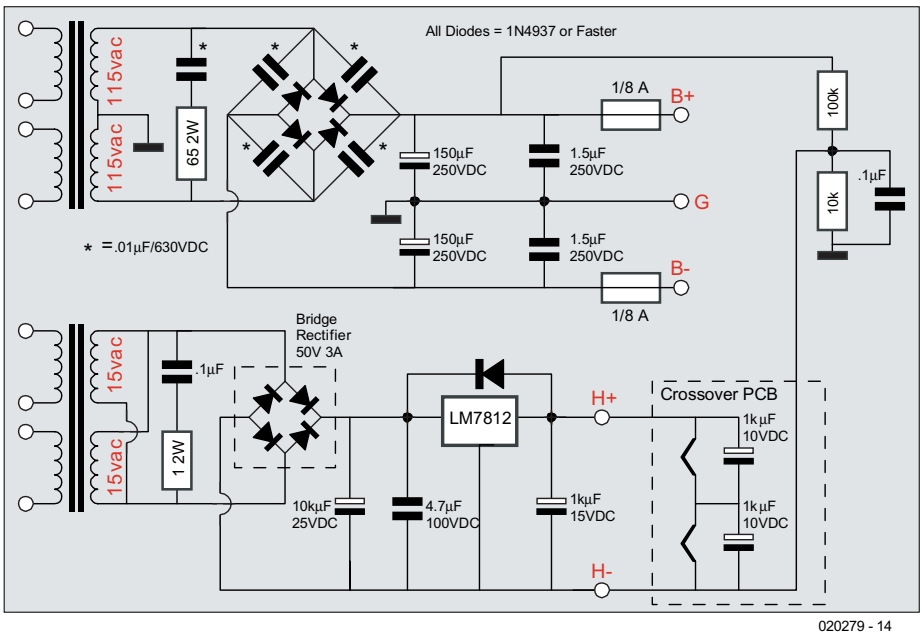 All Diodes = 1N4937 or Faster
115vac
115vac
*
65 2W
*
*
*
*
1/8 A
B+
100k
150µF
250VDC
1.5µF
250VDC
10k
.1µF
G
* =.01µF/630VDC
150µF
250VDC
1.5µF
250VDC
B-
1/8 A
Bridge
Rectifier
50V 3A
15vac
15vac
.1µF
1 2W
LM7812
H+
Crossover PCB
1kµF
10VDC
10kµF
25VDC
4.7µF
100VDC
1kµF
15VDC
1kµF
10VDC
H-
020279 - 14